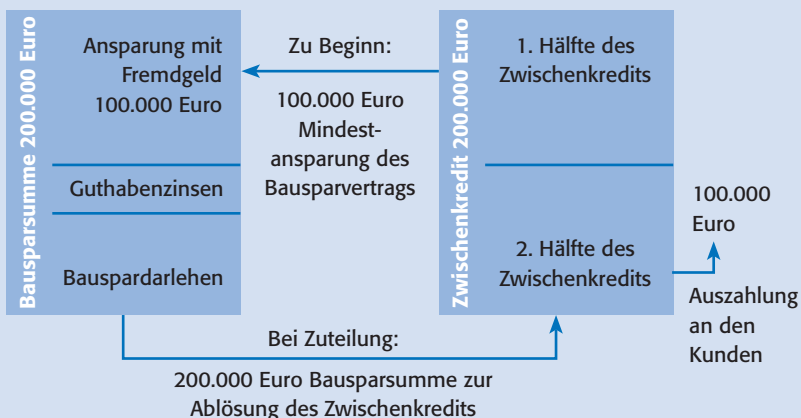 Bausparsumme 200.000 Euro
Ansparung mit
Fremdgeld
100.000 Euro
Guthabenzinsen
Bauspardarlehen
Zu Beginn:
100.000 Euro
Mindest-
ansparung des
Bausparvertrags
Zwischenkredit 200.000 Euro
1. Hälfte des
Zwischenkredits
2. Hälfte des
Zwischenkredits
100.000
Euro
Auszahlung
an den
Kunden
Bei Zuteilung:
200.000 Euro Bausparsumme zur
Ablösung des Zwischenkredits